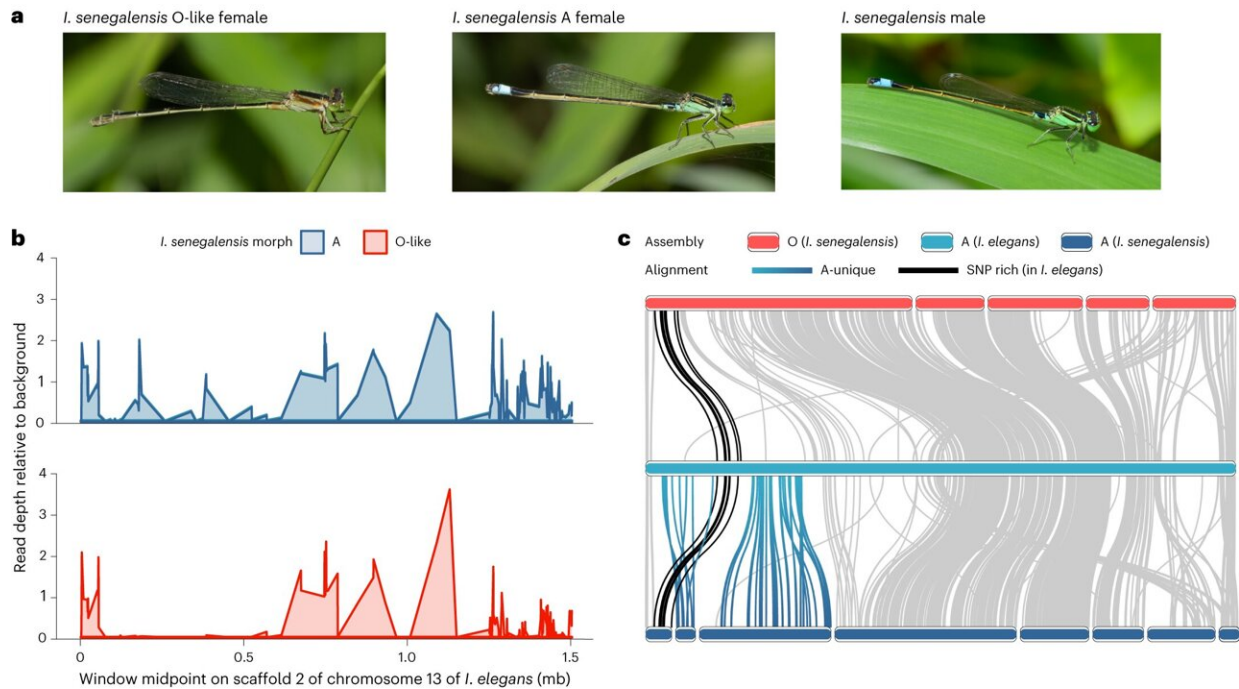 a
I. senegalensis O-like female
I. senegalensis A female
I. senegalensis male
b
I. senegalensis morph A O-like
4
3
2
1
0
4
3
2
1
0
Read depth relative to background
0 0.5 1.0 1.5
Window midpoint on scaffold 2 of chromosome 13 of I. elegans (mb)
c
Assembly O (I. senegalensis) A (I. elegans) A (I. senegalensis)
Alignment A-unique SNP rich (in I. elegans)